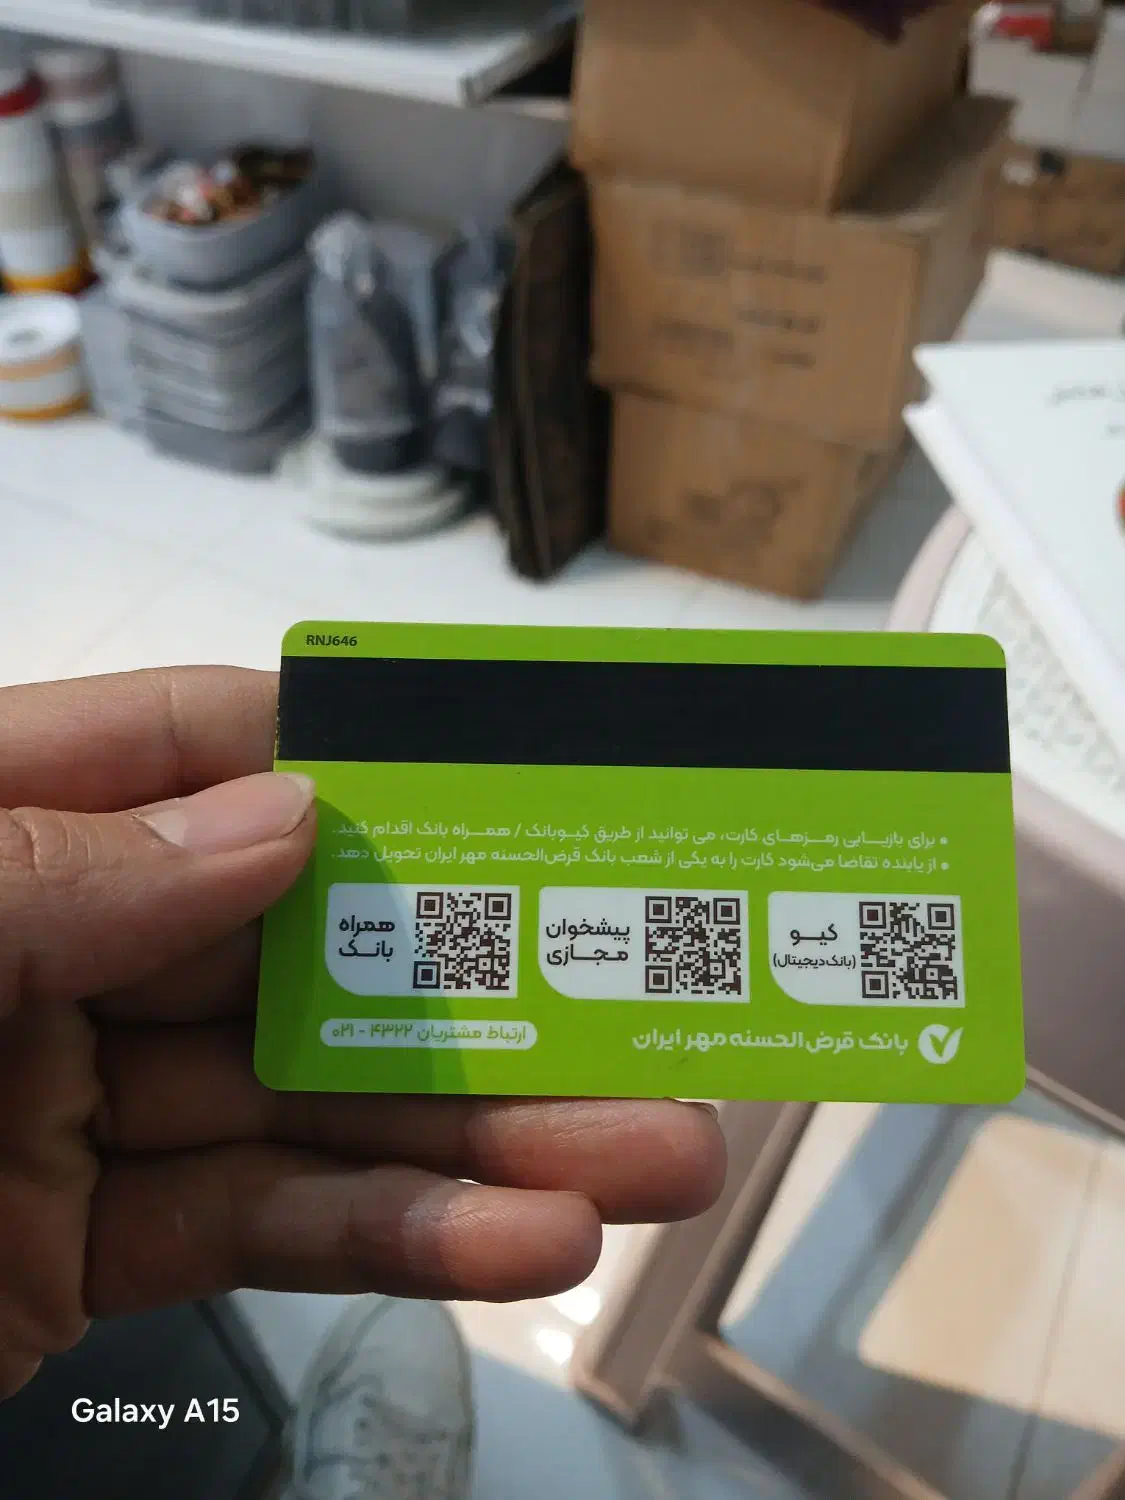 RNJ646
• برای بازیابی رمزهای کارت، می توانید از طریق کیوبانک / همراه بانک اقدام کنید.
• از یابنده تقاضا می‌شود کارت را به یکی از شعب بانک قرض‌الحسنه مهر ایران تحویل دهد.
کیو
(بانک‌دیجیتال)
پیشخوان
مجازی
همراه
بانک
بانک قرض‌الحسنه مهر ایران
ارتباط مشتریان ۴۳۲۲ - ۰۲۱
Galaxy A15